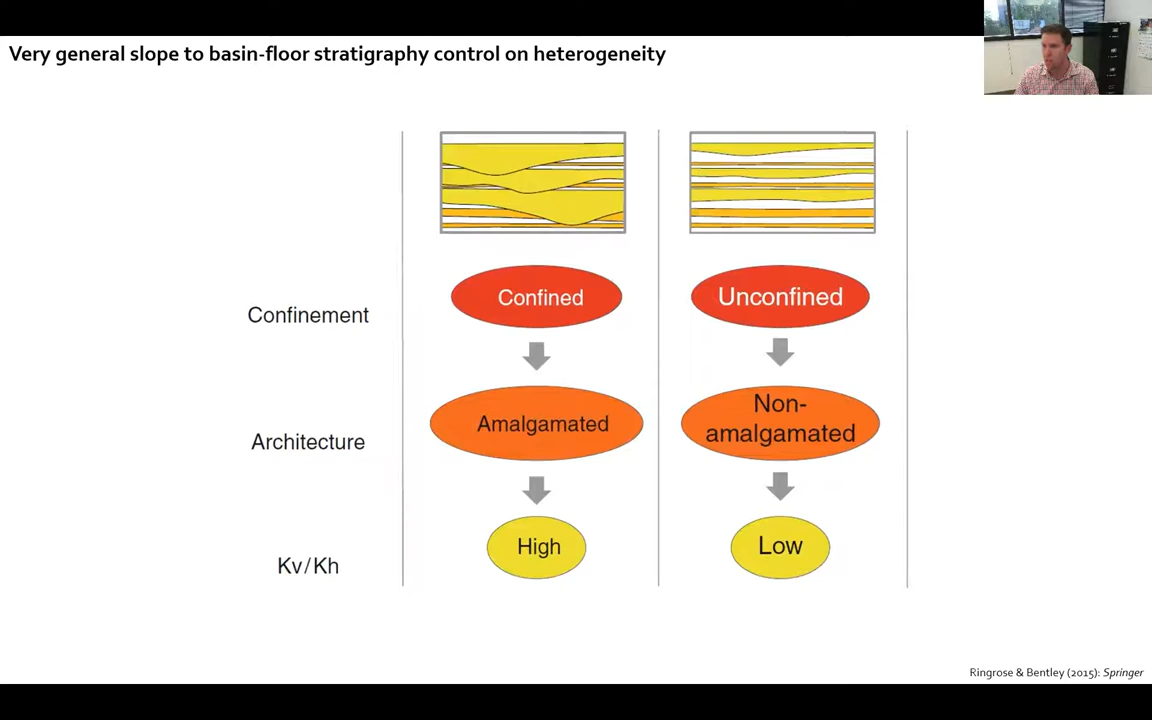 Very general slope to basin-floor stratigraphy control on heterogeneity
Confinement
Confined
Unconfined
Architecture
Amalgamated
Non-
amalgamated
Kv/Kh
High
Low
Ringrose & Bentley (2015): Springer